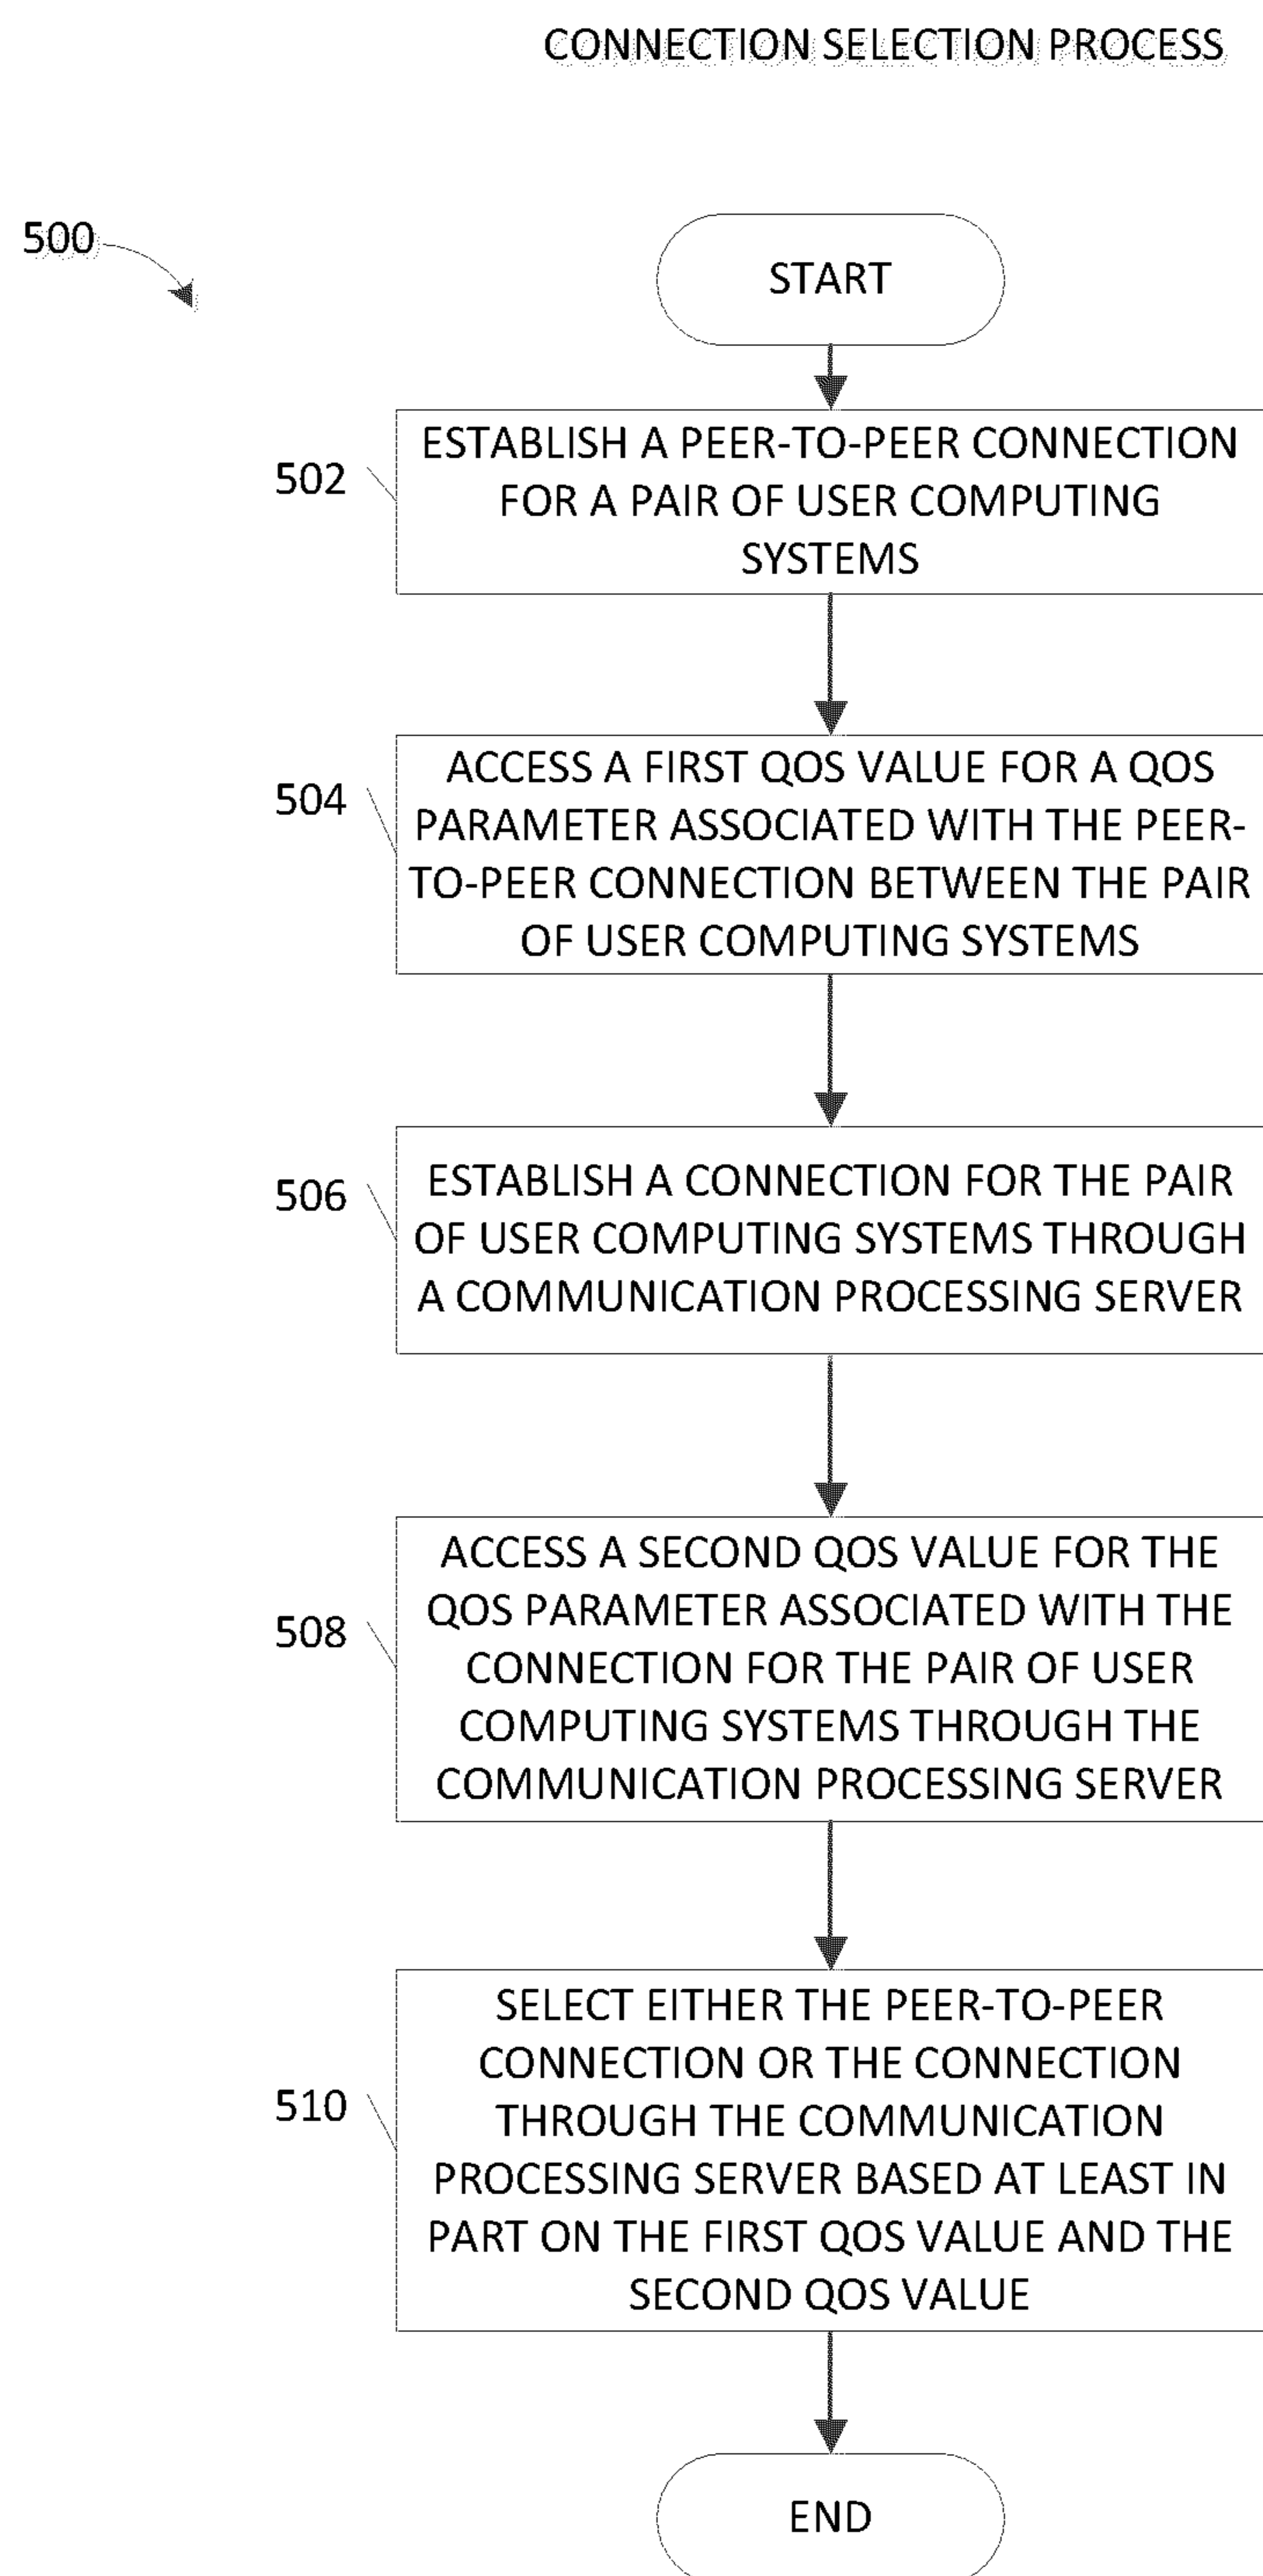 CONNECTION SELECTION PROCESS
500
START
502
ESTABLISH A PEER-TO-PEER CONNECTION
FOR A PAIR OF USER COMPUTING
SYSTEMS
504
ACCESS A FIRST QOS VALUE FOR A QOS
PARAMETER ASSOCIATED WITH THE PEER-
TO-PEER CONNECTION BETWEEN THE PAIR
OF USER COMPUTING SYSTEMS
506
ESTABLISH A CONNECTION FOR THE PAIR
OF USER COMPUTING SYSTEMS THROUGH
A COMMUNICATION PROCESSING SERVER
508
ACCESS A SECOND QOS VALUE FOR THE
QOS PARAMETER ASSOCIATED WITH THE
CONNECTION FOR THE PAIR OF USER
COMPUTING SYSTEMS THROUGH THE
COMMUNICATION PROCESSING SERVER
510
SELECT EITHER THE PEER-TO-PEER
CONNECTION OR THE CONNECTION
THROUGH THE COMMUNICATION
PROCESSING SERVER BASED AT LEAST IN
PART ON THE FIRST QOS VALUE AND THE
SECOND QOS VALUE
END